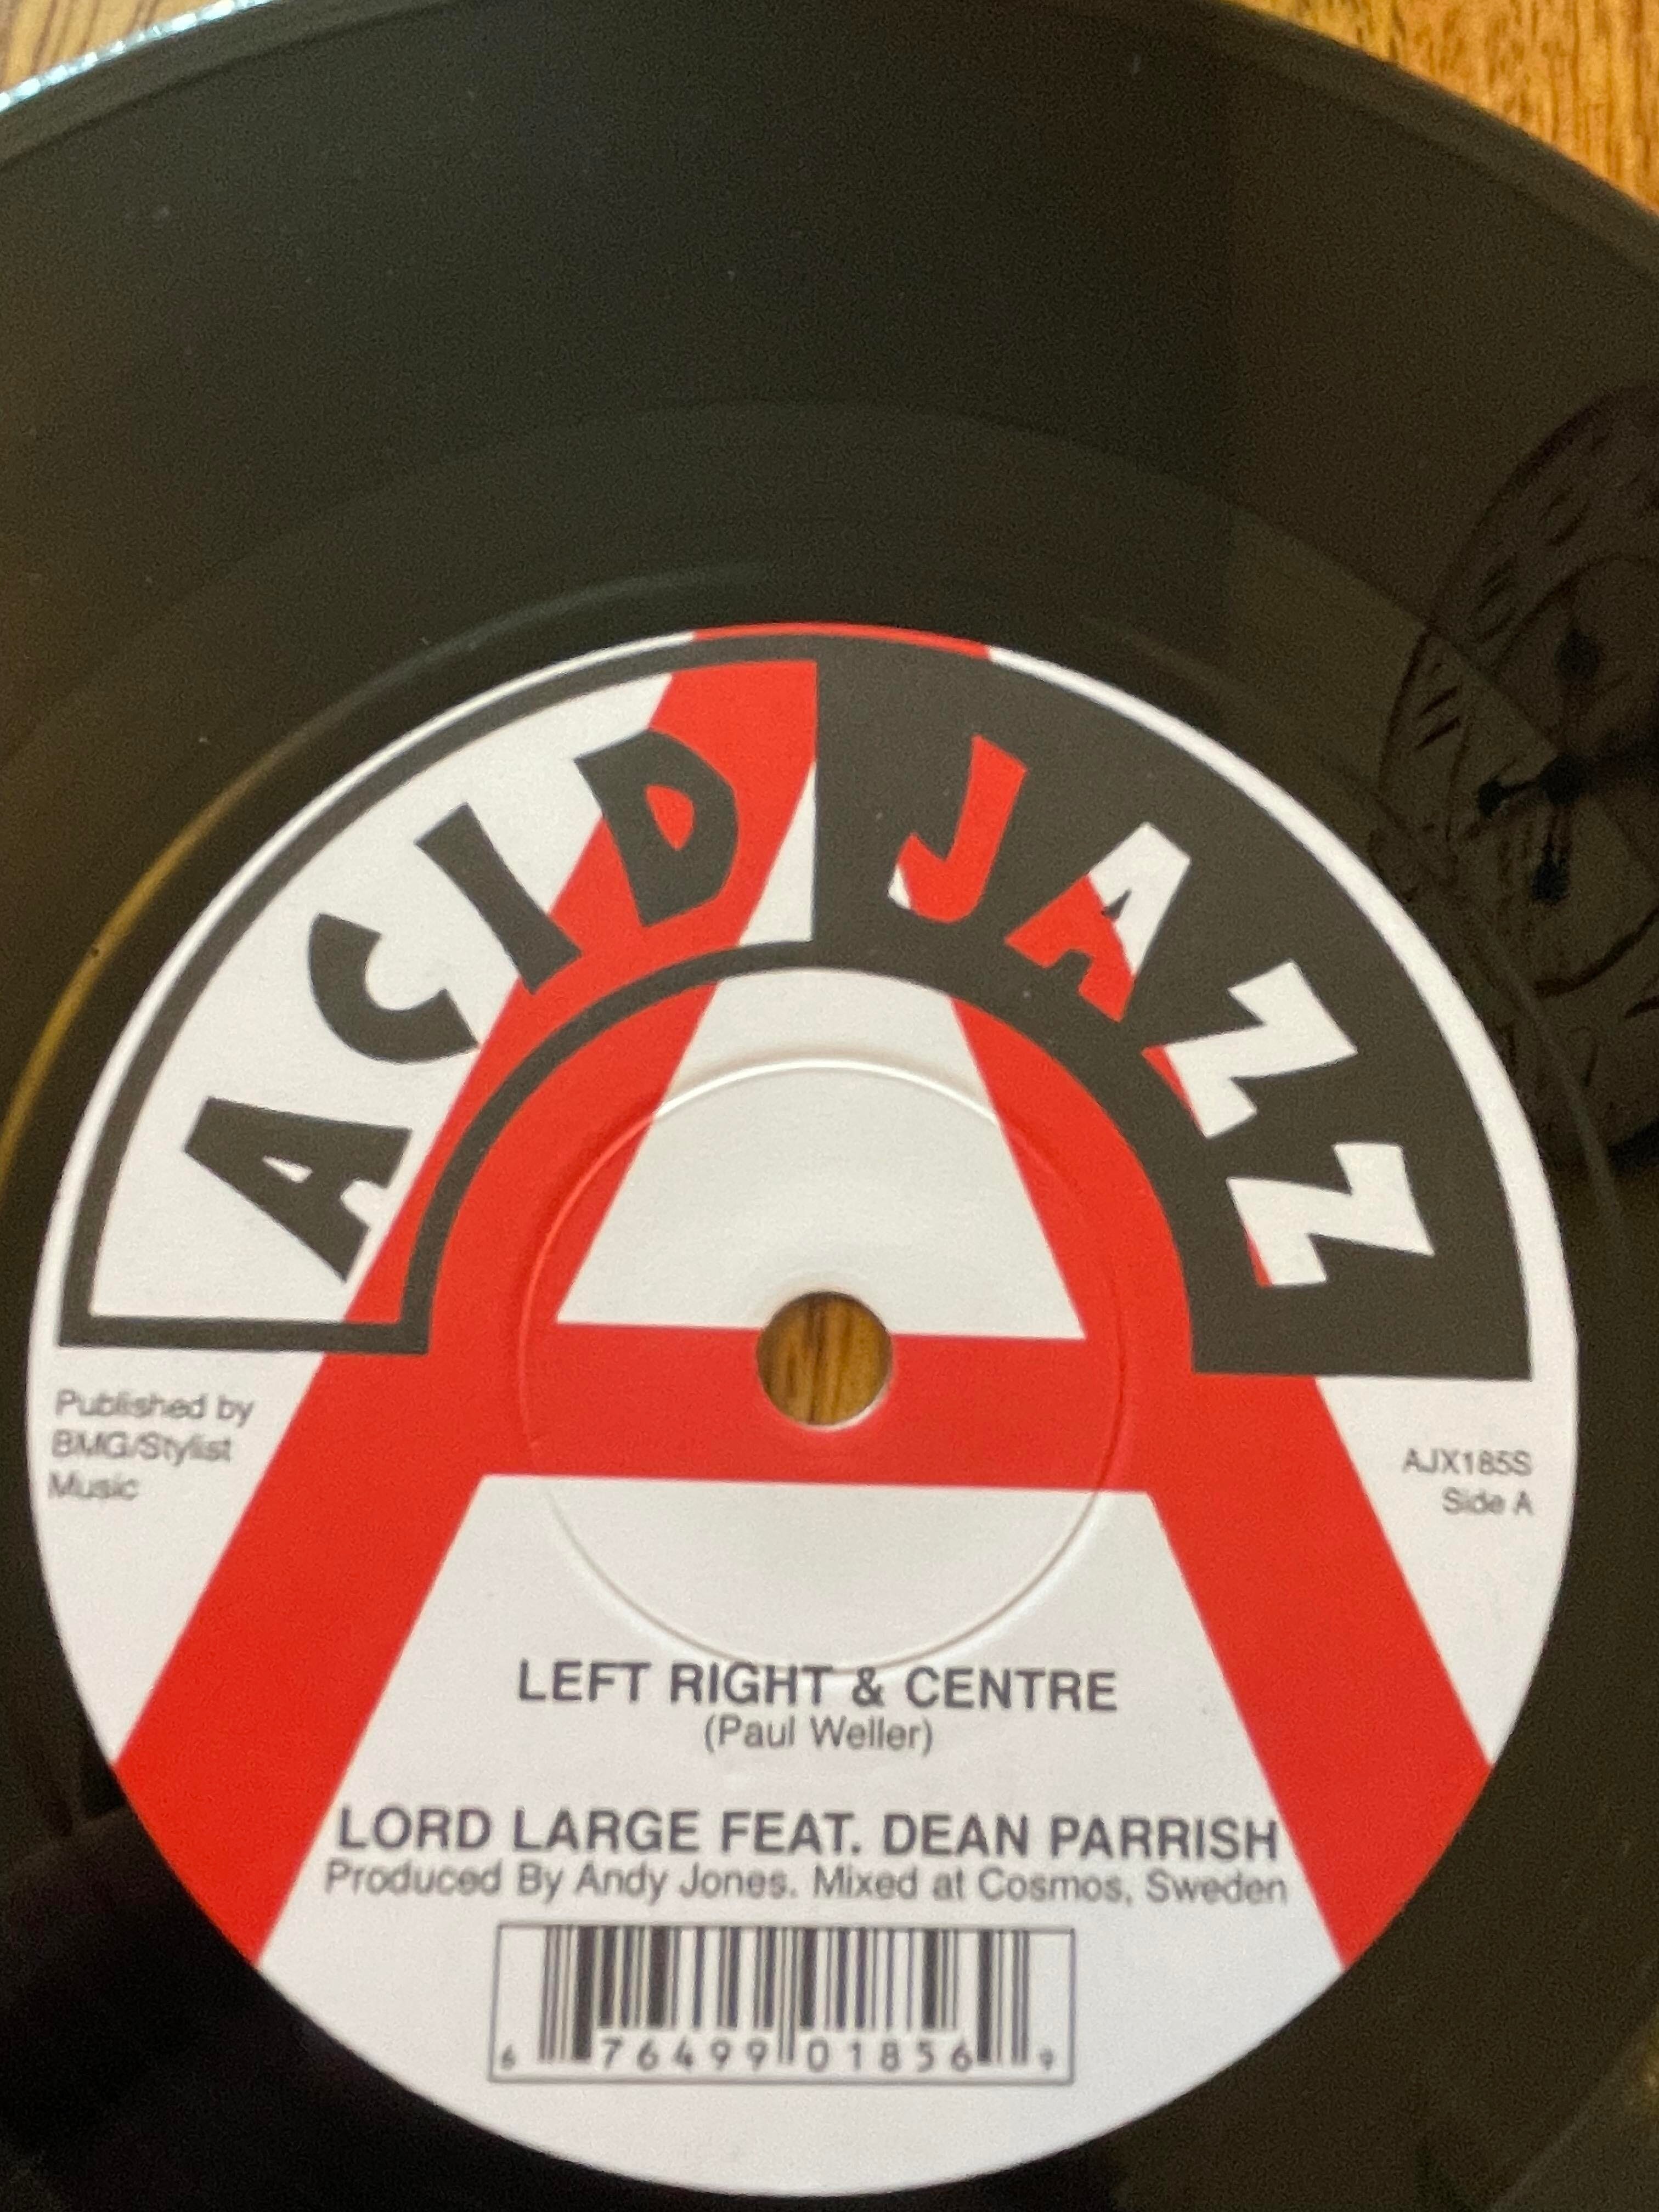 ACID JAZZ
Published by
BMG/Stylist
Music
AJX185S
Side A
LEFT RIGHT & CENTRE
(Paul Weller)
LORD LARGE FEAT. DEAN PARRISH
Produced By Andy Jones. Mixed at Cosmos, Sweden
6 76499 01856 9